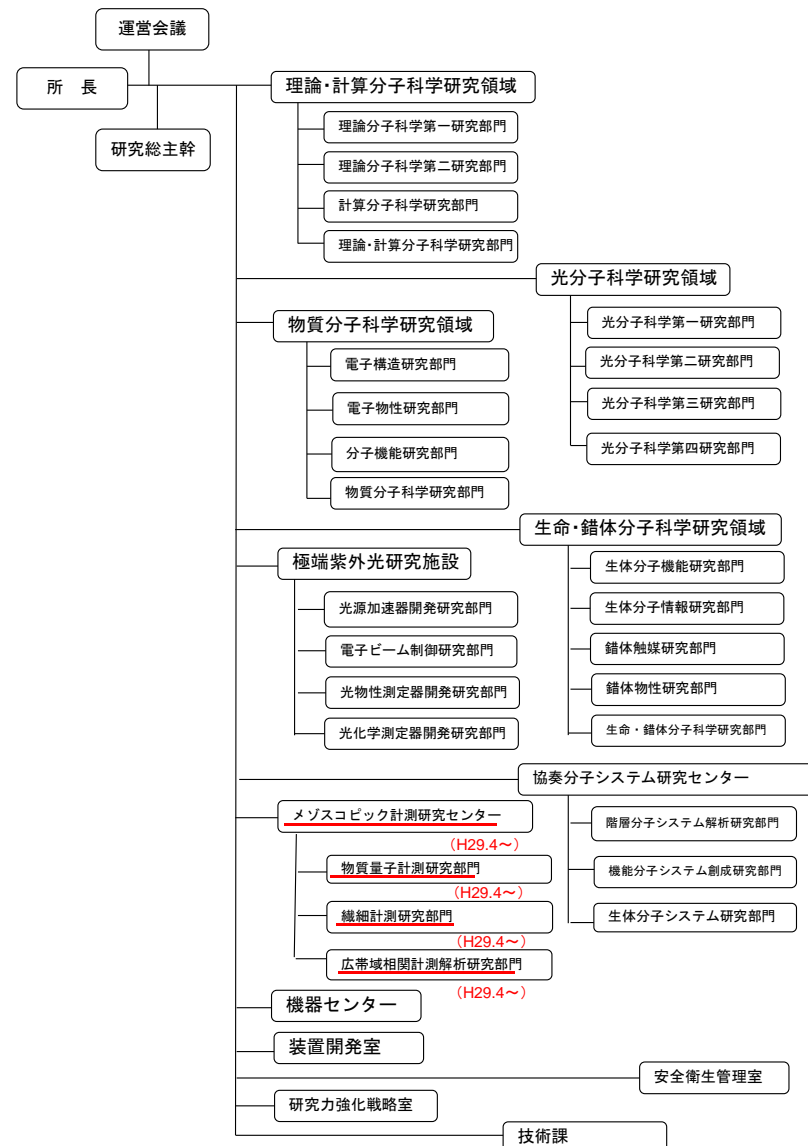 運営会議
所　長
研究総主幹
理論・計算分子科学研究領域
理論分子科学第一研究部門
理論分子科学第二研究部門
計算分子科学研究部門
理論・計算分子科学研究部門
光分子科学研究領域
光分子科学第一研究部門
光分子科学第二研究部門
光分子科学第三研究部門
光分子科学第四研究部門
物質分子科学研究領域
電子構造研究部門
電子物性研究部門
分子機能研究部門
物質分子科学研究部門
生命・錯体分子科学研究領域
生体分子機能研究部門
生体分子情報研究部門
錯体触媒研究部門
錯体物性研究部門
生命・錯体分子科学研究部門
極端紫外光研究施設
光源加速器開発研究部門
電子ビーム制御研究部門
光物性測定器開発研究部門
光化学測定器開発研究部門
協奏分子システム研究センター
階層分子システム解析研究部門
機能分子システム創成研究部門
生体分子システム研究部門
メゾスコピック計測研究センター
（H29.4～）
物質量子計測研究部門
（H29.4～）
繊細計測研究部門
（H29.4～）
広帯域相関計測解析研究部門
（H29.4～）
機器センター
装置開発室
安全衛生管理室
研究力強化戦略室
技術課